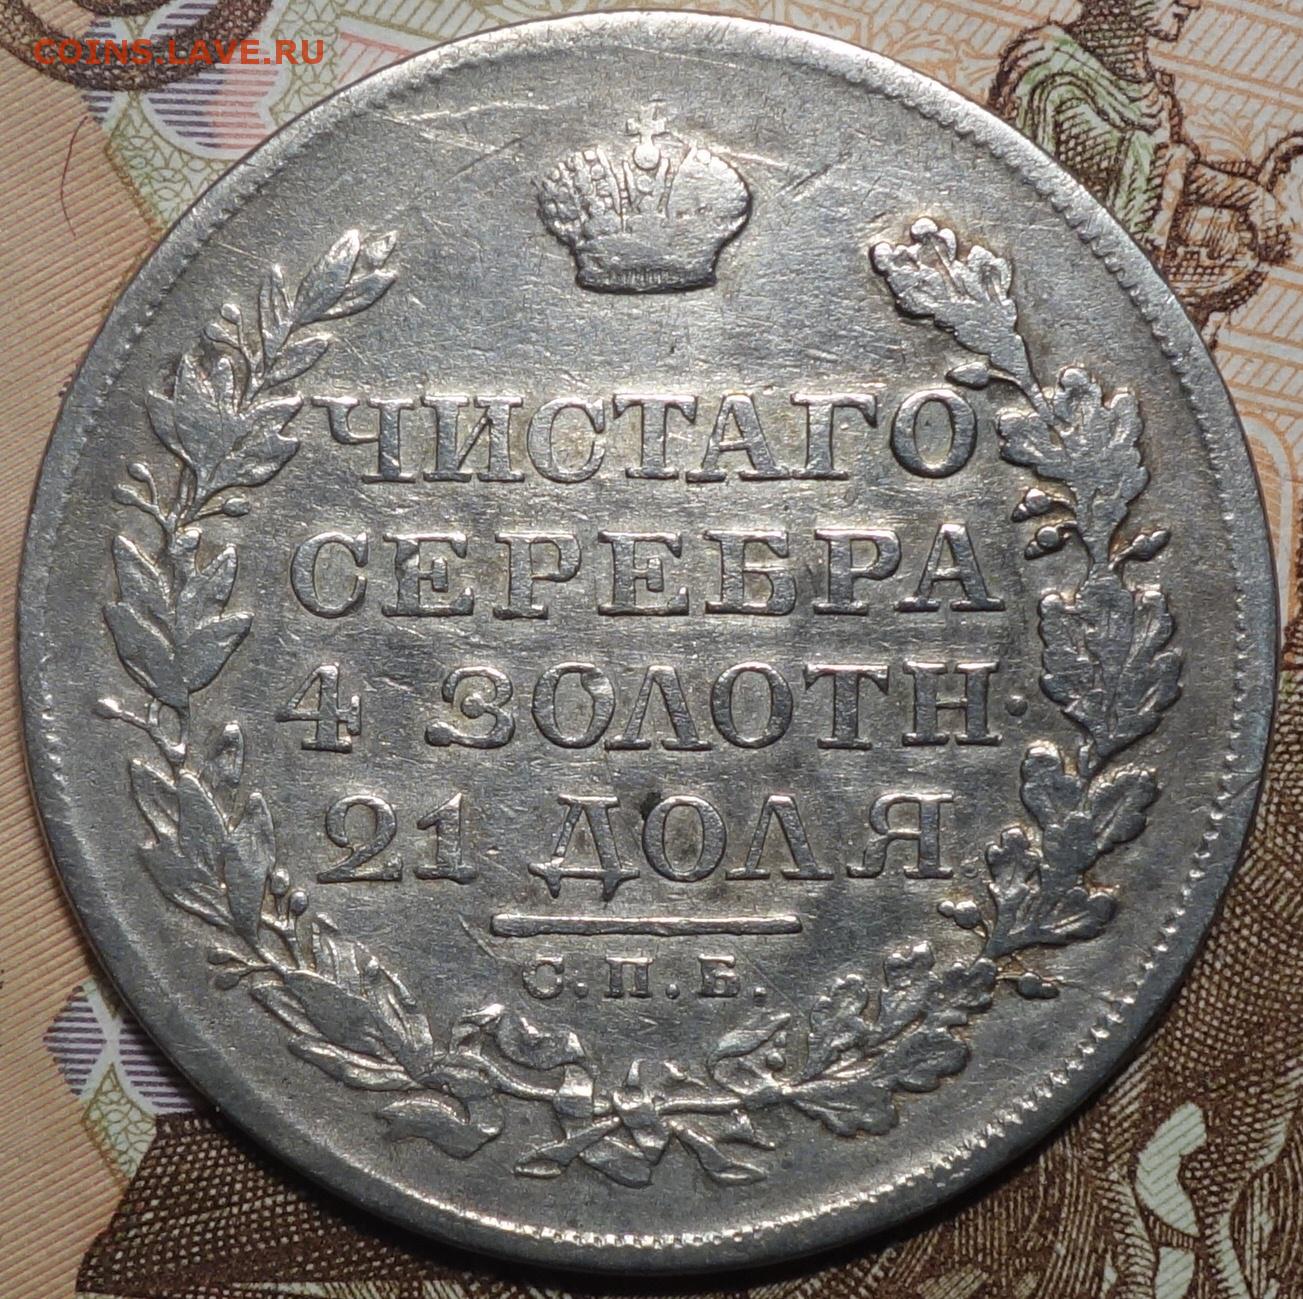 COINS.LAVE.RU
ЧИСТАГО
СЕРЕБРА
4 ЗОЛОТН.
21 ДОЛЯ.
С.П.Б.